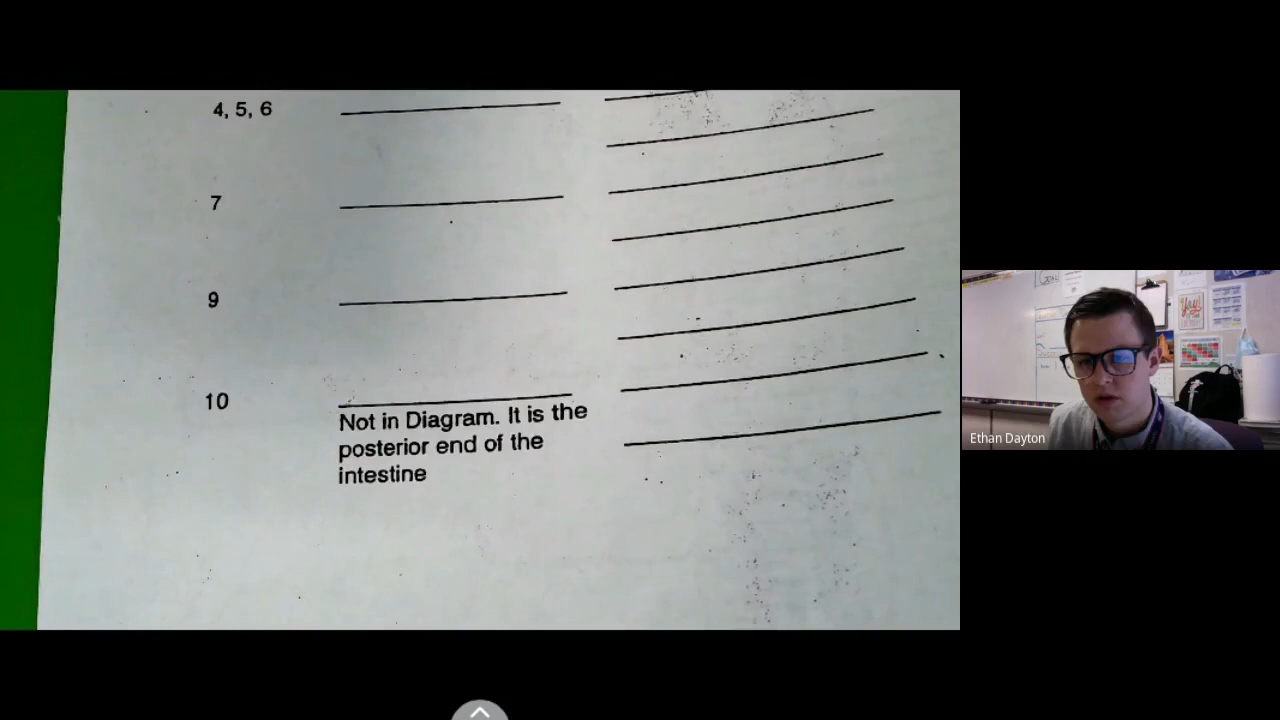 4, 5, 6
7
9
10
Not in Diagram. It is the
posterior end of the
intestine
Ethan Dayton